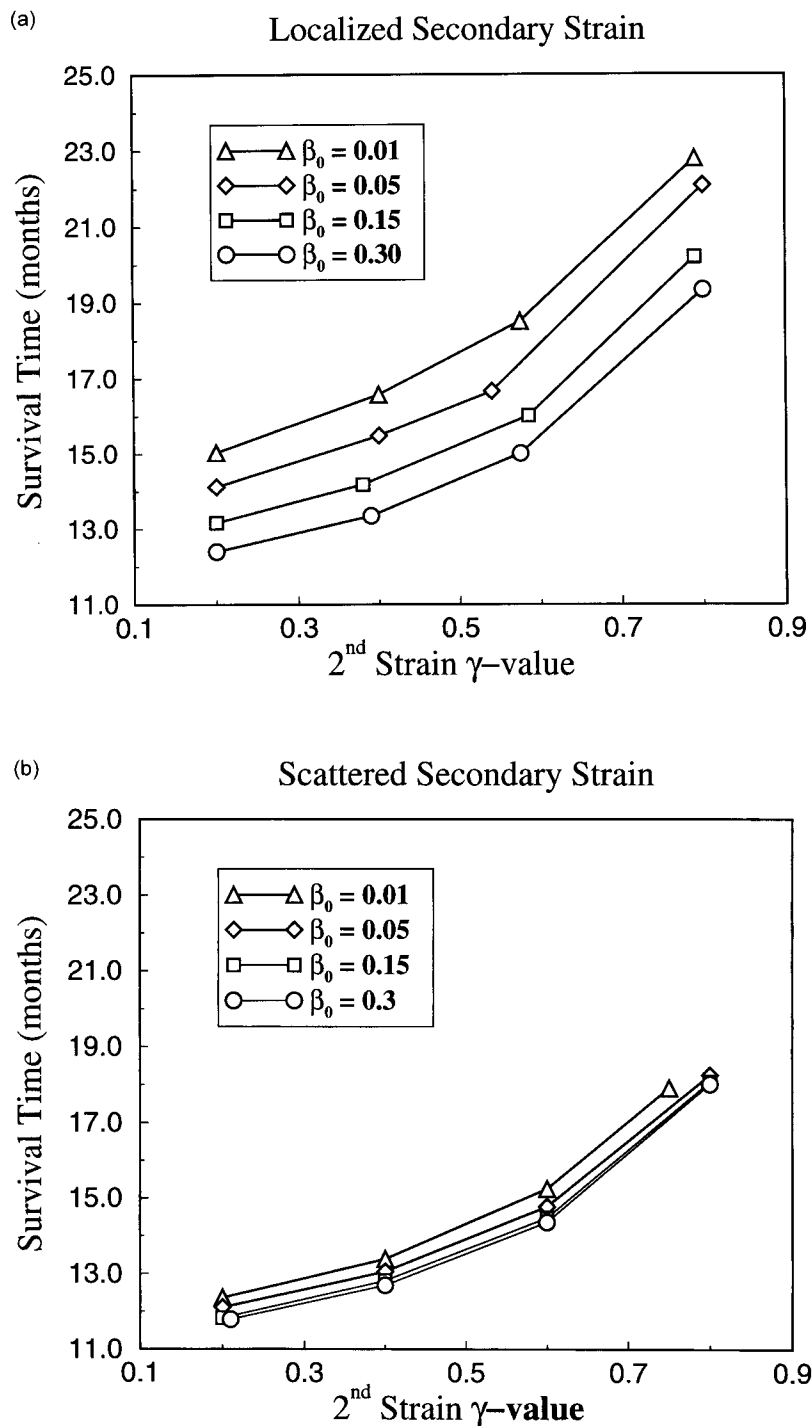 (a)
Localized Secondary Strain
25.0
23.0
21.0
19.0
17.0
15.0
13.0
11.0
Survival Time (months)
β₀ = 0.01
β₀ = 0.05
β₀ = 0.15
β₀ = 0.30
0.1 0.3 0.5 0.7 0.9
2ⁿᵈ Strain γ–value
(b)
Scattered Secondary Strain
25.0
23.0
21.0
19.0
17.0
15.0
13.0
11.0
Survival Time (months)
β₀ = 0.01
β₀ = 0.05
β₀ = 0.15
β₀ = 0.3
0.1 0.3 0.5 0.7 0.9
2ⁿᵈ Strain γ–value